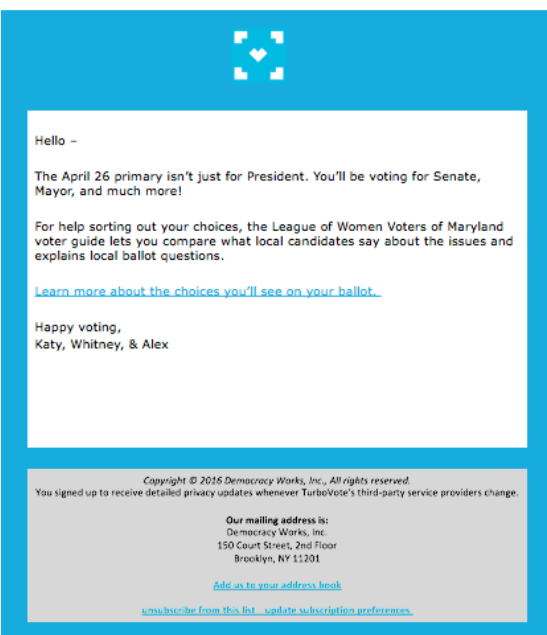 Hello –
The April 26 primary isn't just for President. You'll be voting for Senate,
Mayor, and much more!
For help sorting out your choices, the League of Women Voters of Maryland
voter guide lets you compare what local candidates say about the issues and
explains local ballot questions.
Learn more about the choices you'll see on your ballot.
Happy voting,
Katy, Whitney, & Alex
Copyright © 2016 Democracy Works, Inc., All rights reserved.
You signed up to receive detailed privacy updates whenever TurboVote's third-party service providers change.
Our mailing address is:
Democracy Works, Inc.
150 Court Street, 2nd Floor
Brooklyn, NY 11201
Add us to your address book
unsubscribe from this list update subscription preferences